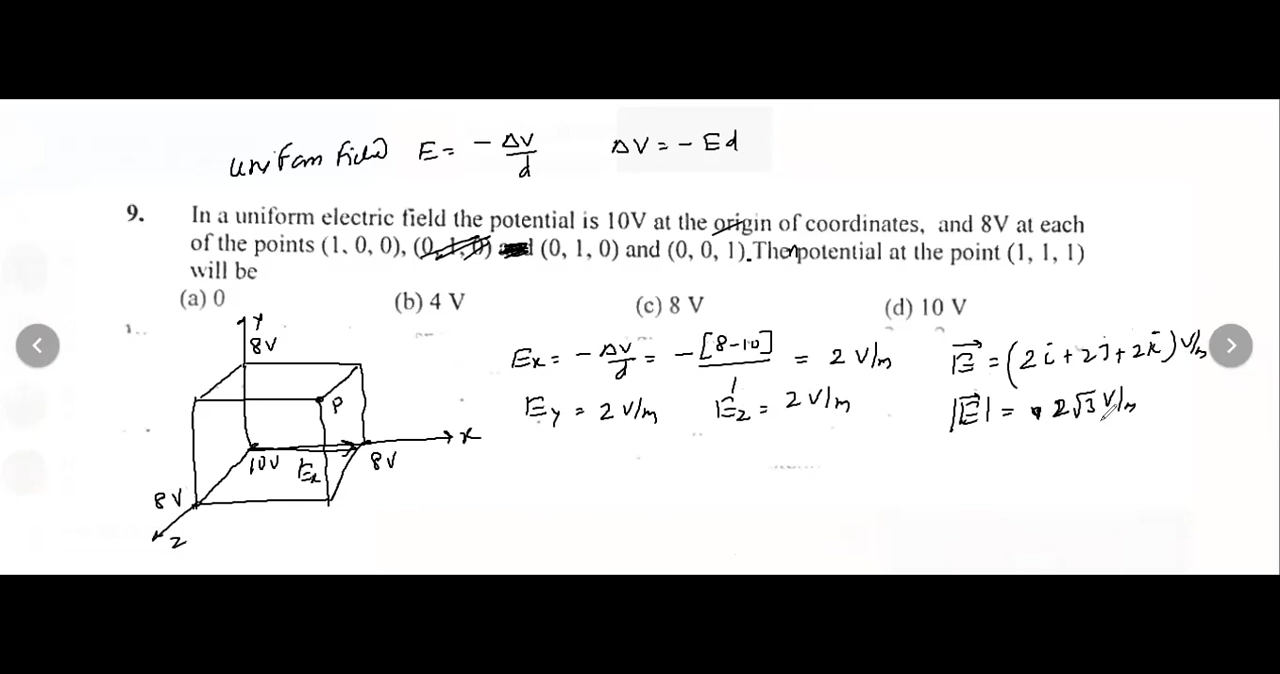 Uniform Field E = - ΔV/d ΔV = - Ed
9. In a uniform electric field the potential is 10V at the origin of coordinates, and 8V at each
of the points (1, 0, 0), (0, 1, 0) and (0, 1, 0) and (0, 0, 1). The potential at the point (1, 1, 1)
will be
(a) 0 (b) 4 V (c) 8 V (d) 10 V
1..
Y
8V
P
10V Ex 8V x
8V
z
Ex = - ΔV/d = - [8-10]/1 = 2 V/m E⃗ = (2i + 2j + 2k) V/m
Ey = 2 V/m Ez = 2 V/m |E⃗| = 2√3 V/m